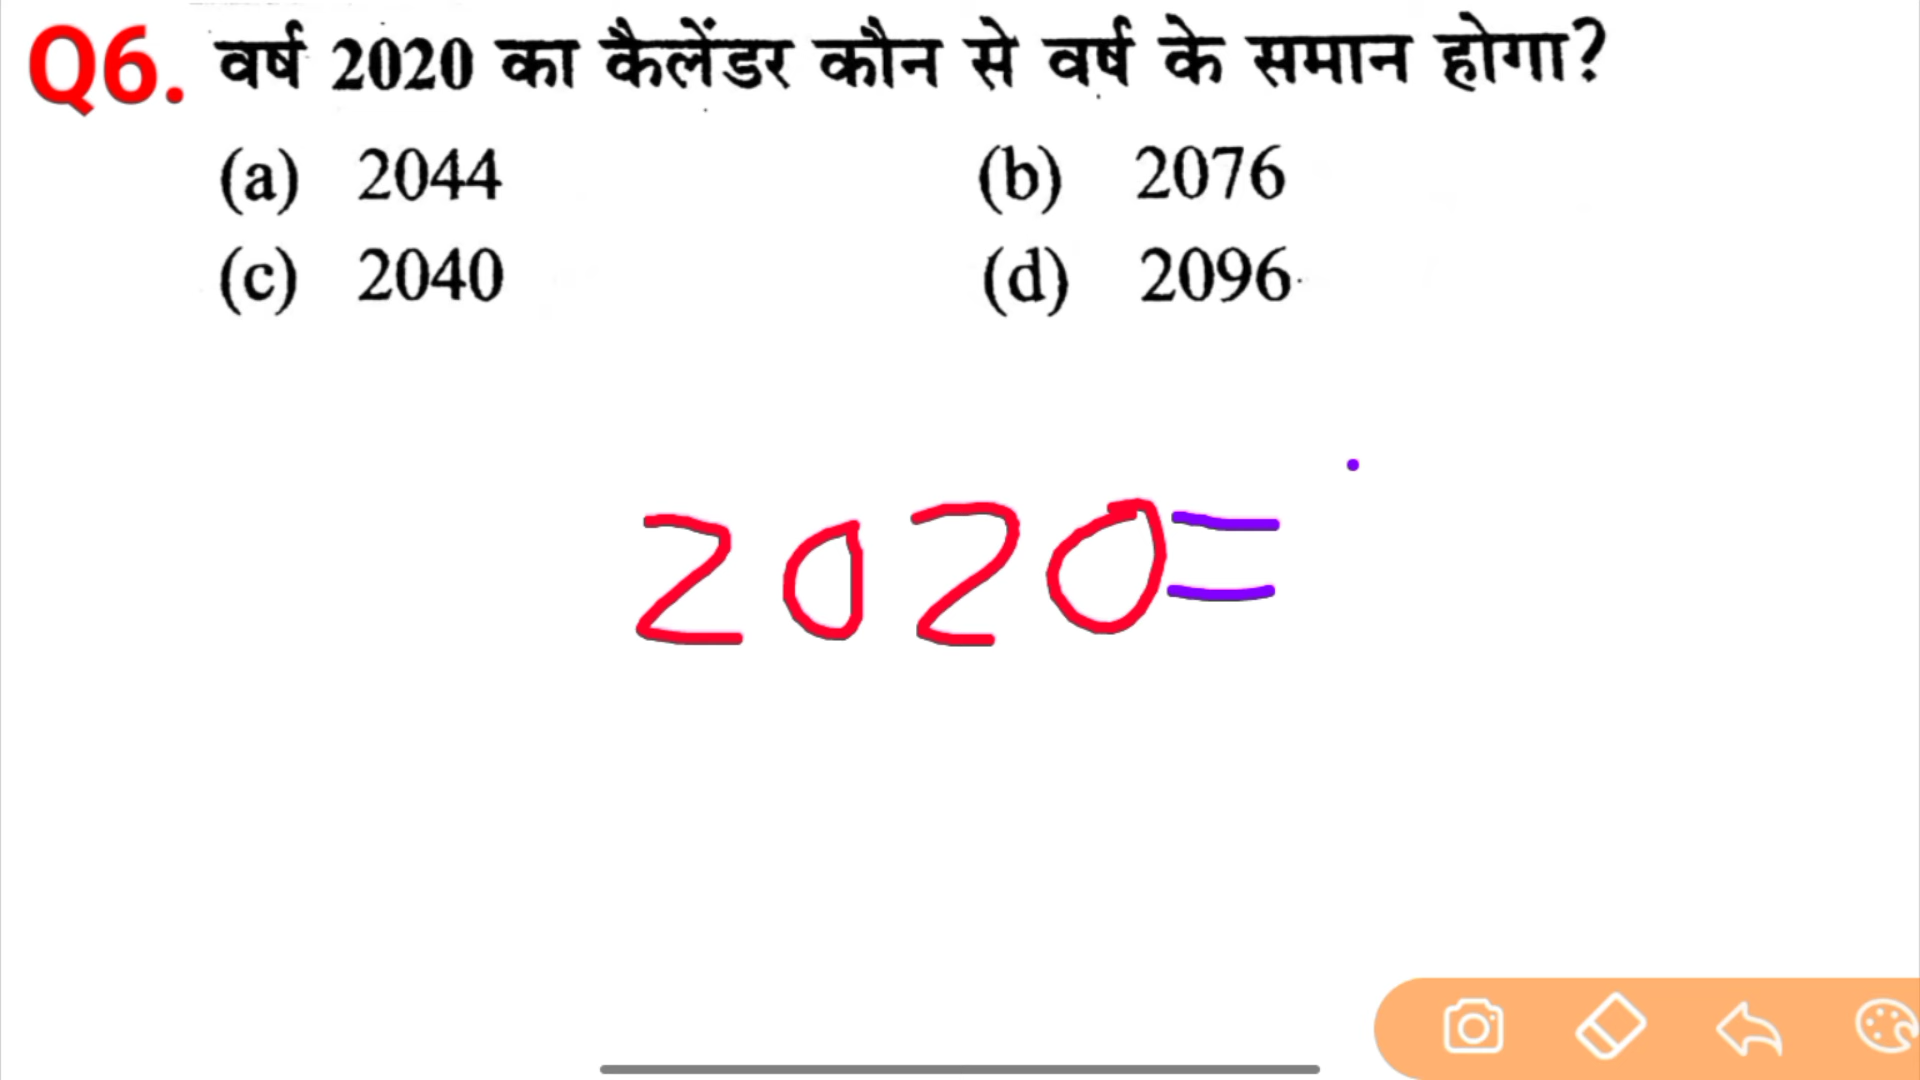 Q6. वर्ष 2020 का कैलेंडर कौन से वर्ष के समान होगा?
(a) 2044 (b) 2076
(c) 2040 (d) 2096
2020=